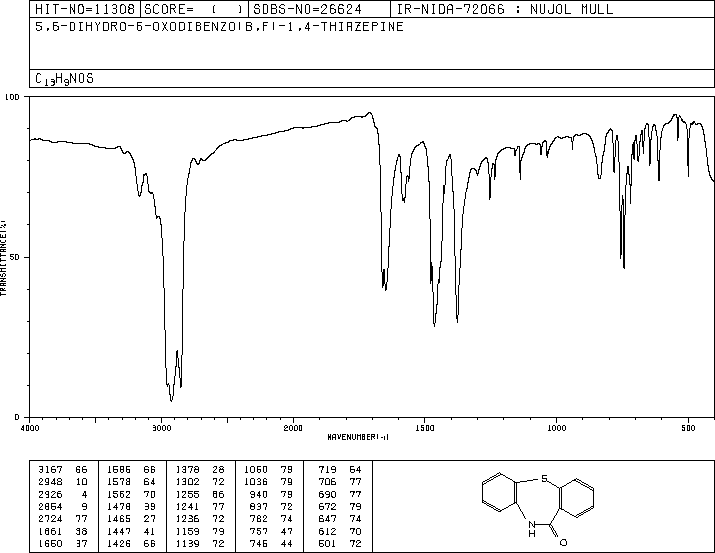 HIT-NO=11308 SCORE= ( ) SDBS-NO=26624 IR-NIDA-72066 : NUJOL MULL
5,6-DIHYDRO-6-OXODIBENZO(B,F)-1,4-THIAZEPINE
C13H9NOS
100
50
0
TRANSMITTANCE(%)
4000 3000 2000 1500 1000 500
WAVENUMBER(-1)
3167 66 1586 66 1378 28 1060 79 719 64
2948 10 1578 64 1302 72 1036 79 706 77
2926 4 1562 70 1255 86 940 79 690 77
2854 9 1478 39 1241 77 837 72 672 79
2724 77 1465 27 1236 72 782 74 647 74
1661 38 1447 41 1159 79 757 47 612 70
1650 37 1426 66 1139 72 746 44 501 72
S
N
H
O